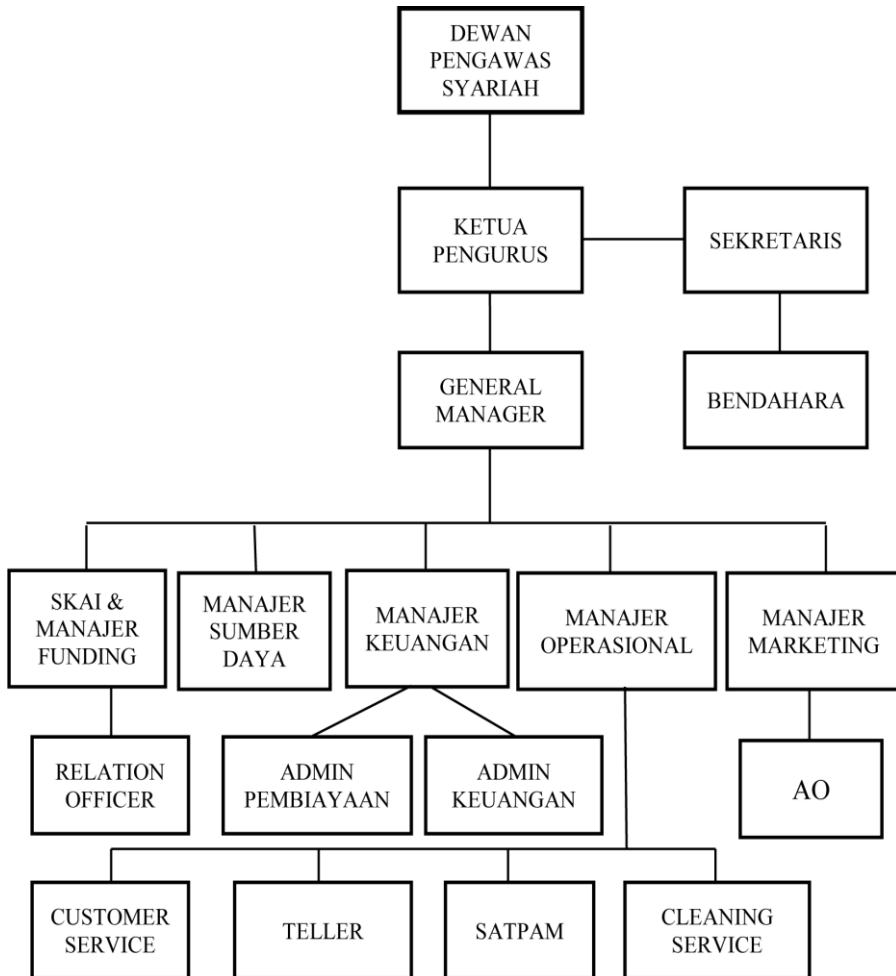 DEWAN
PENGAWAS
SYARIAH
KETUA
PENGURUS
SEKRETARIS
GENERAL
MANAGER
BENDAHARA
SKAI &
MANAJER
FUNDING
MANAJER
SUMBER
DAYA
MANAJER
KEUANGAN
MANAJER
OPERASIONAL
MANAJER
MARKETING
RELATION
OFFICER
ADMIN
PEMBIAYAAN
ADMIN
KEUANGAN
AO
CUSTOMER
SERVICE
TELLER
SATPAM
CLEANING
SERVICE